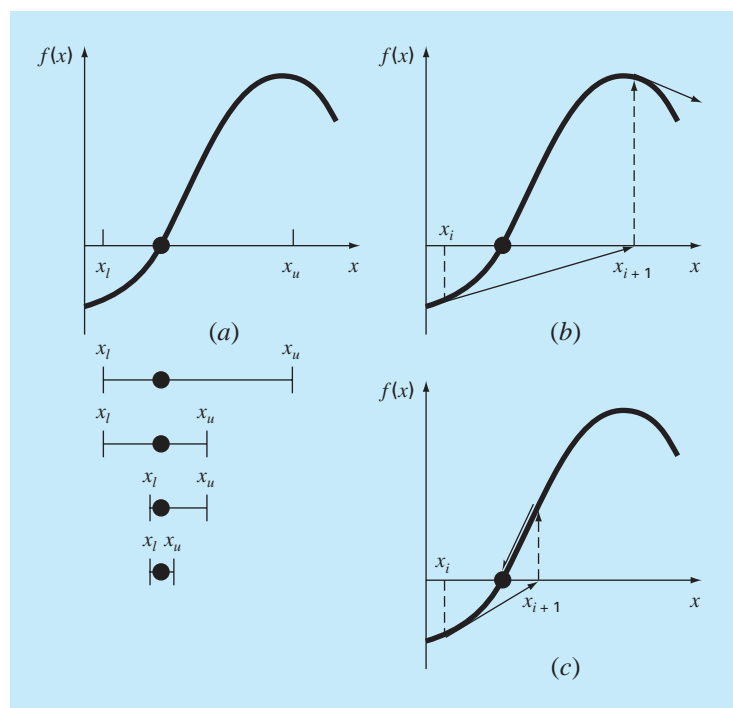 f(x)
x_l
x_u
x
(a)
x_l
x_u
x_l
x_u
x_l
x_u
x_l
x_u
f(x)
x_i
x_{i + 1}
x
(b)
f(x)
x_i
x_{i + 1}
x
(c)